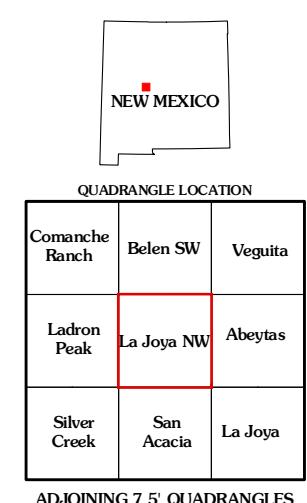 NEW MEXICO
QUADRANGLE LOCATION
Comanche Ranch
Belen SW
Veguita
Ladron Peak
La Joya NW
Abeytas
Silver Creek
San Acacia
La Joya
ADJOINING 7.5' QUADRANGLES